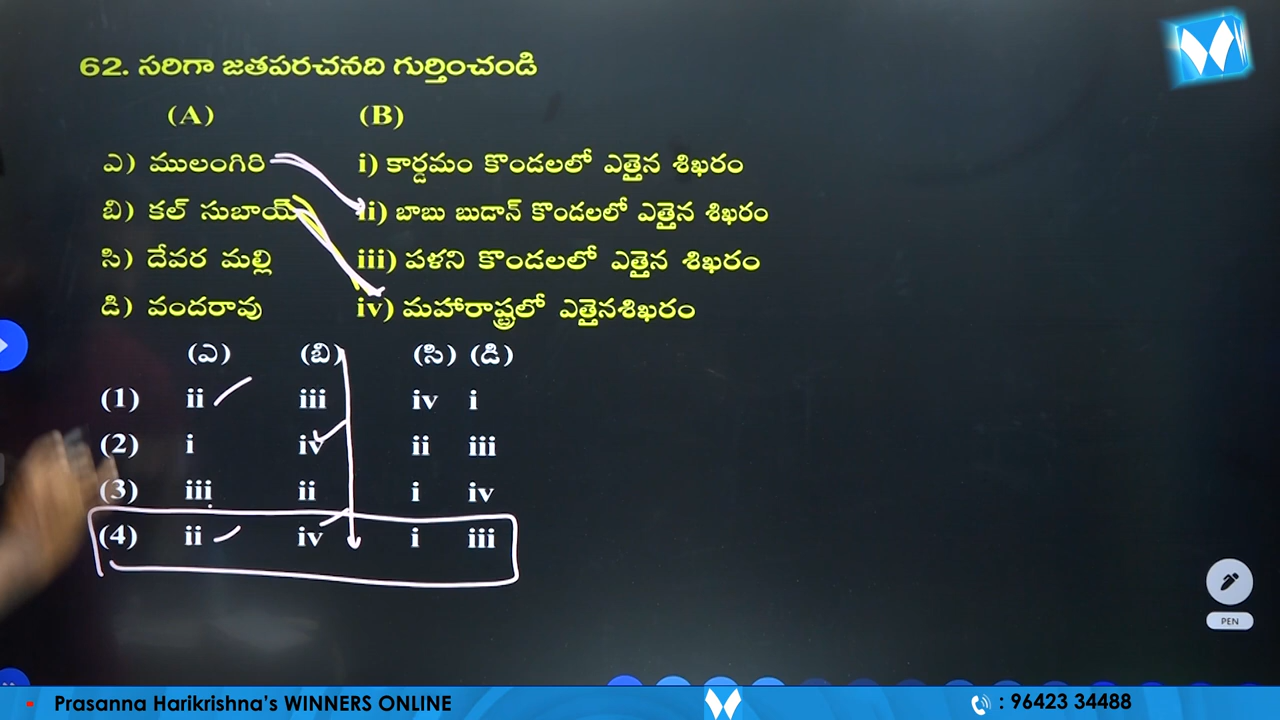 62. సరిగా జతపరచనది గుర్తించండి
(A) (B)
ఎ) ములంగిరి i) కార్డమం కొండలలో ఎత్తైన శిఖరం
బి) కల్ సుబాయ్ ii) బాబు బుడాన్ కొండలలో ఎత్తైన శిఖరం
సి) దేవర మల్లి iii) పళని కొండలలో ఎత్తైన శిఖరం
డి) వందరావు iv) మహారాష్ట్రలో ఎత్తైనశిఖరం
(ఎ) (బి) (సి) (డి)
(1) ii iii iv i
(2) i iv ii iii
(3) iii ii i iv
(4) ii iv i iii
PEN
Prasanna Harikrishna's WINNERS ONLINE : 96423 34488